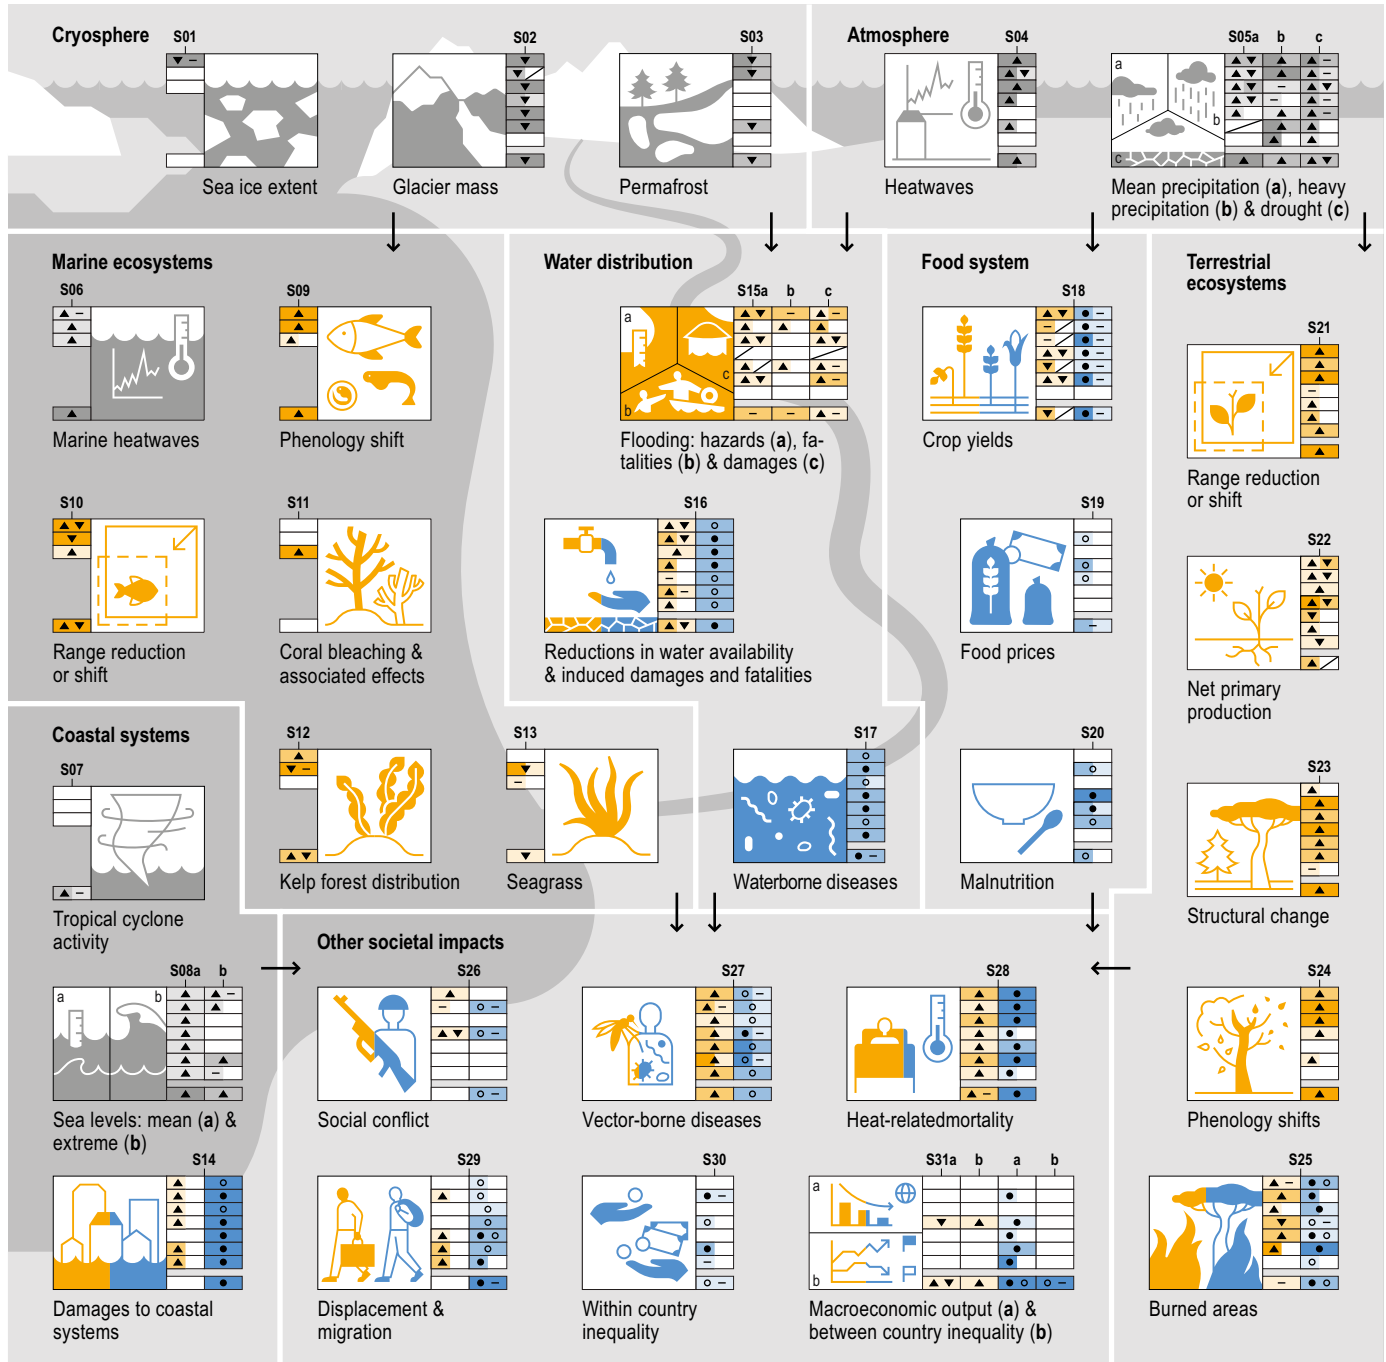 Cryosphere
S01
S02
S03
Sea ice extent
Glacier mass
Permafrost
Atmosphere
S04
S05a b c
a
b
c
Heatwaves
Mean precipitation (a), heavy
precipitation (b) & drought (c)
Marine ecosystems
S06
S09
Marine heatwaves
Phenology shift
S10
S11
Range reduction
or shift
Coral bleaching &
associated effects
S12
S13
Kelp forest distribution
Seagrass
Water distribution
S15a b c
a
c
b
Flooding: hazards (a), fa-
talities (b) & damages (c)
S16
Reductions in water availability
& induced damages and fatalities
S17
Waterborne diseases
Food system
S18
Crop yields
S19
Food prices
S20
Malnutrition
Terrestrial
ecosystems
S21
Range reduction
or shift
S22
Net primary
production
S23
Structural change
S24
Phenology shifts
S25
Burned areas
Coastal systems
S07
Tropical cyclone
activity
S08a b
a
b
Sea levels: mean (a) &
extreme (b)
S14
Damages to coastal
systems
Other societal impacts
S26
S27
S28
Social conflict
Vector-borne diseases
Heat-relatedmortality
S29
S30
S31a b a b
a
b
Displacement &
migration
Within country
inequality
Macroeconomic output (a) &
between country inequality (b)